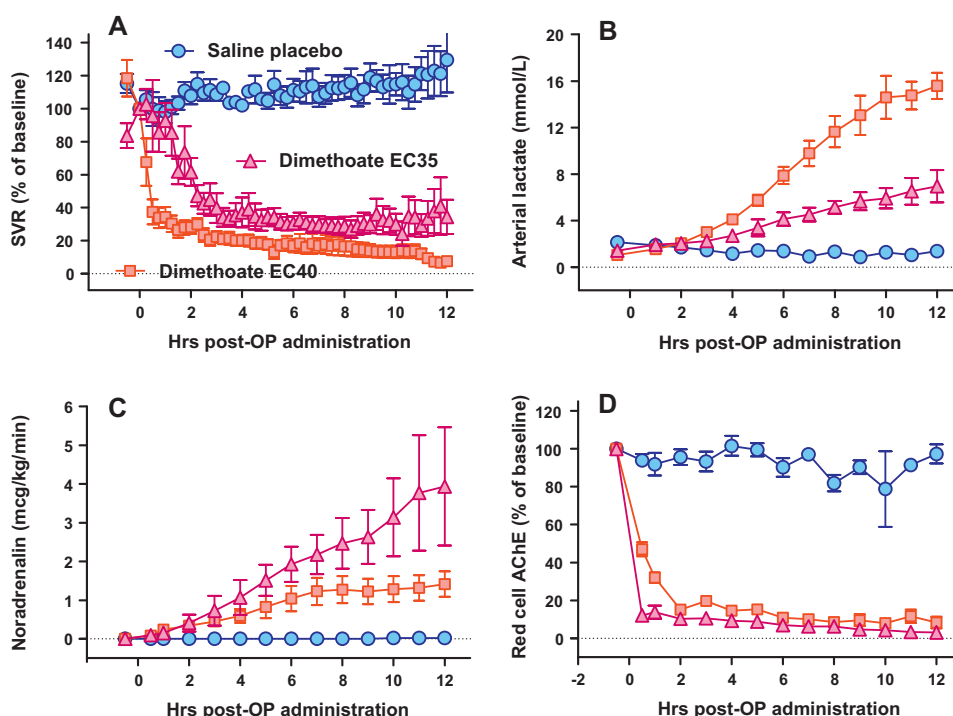 A
Saline placebo
Dimethoate EC35
Dimethoate EC40
SVR (% of baseline)
140
120
100
80
60
40
20
0
0 2 4 6 8 10 12
Hrs post-OP administration
B
Arterial lactate (mmol/L)
20
16
12
8
4
0
0 2 4 6 8 10 12
Hrs post-OP administration
C
Noradrenalin (mcg/kg/min)
6
5
4
3
2
1
0
0 2 4 6 8 10 12
Hrs post-OP administration
D
Red cell AChE (% of baseline)
120
100
80
60
40
20
0
-2 0 2 4 6 8 10 12
Hrs post-OP administration